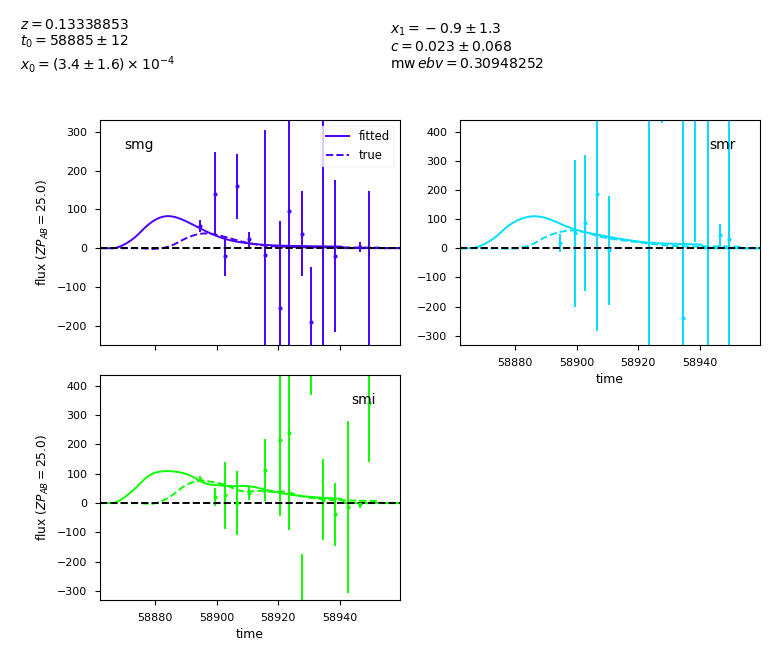 z = 0.13338853
t₀ = 58885 ± 12
x₀ = (3.4 ± 1.6) × 10⁻⁴
x₁ = −0.9 ± 1.3
c = 0.023 ± 0.068
mw ebv = 0.30948252
smg
fitted
true
300
200
100
0
−100
−200
flux (ZP_AB = 25.0)
smr
400
300
200
100
0
−100
−200
−300
58880 58900 58920 58940
time
smi
400
300
200
100
0
−100
−200
−300
flux (ZP_AB = 25.0)
58880 58900 58920 58940
time